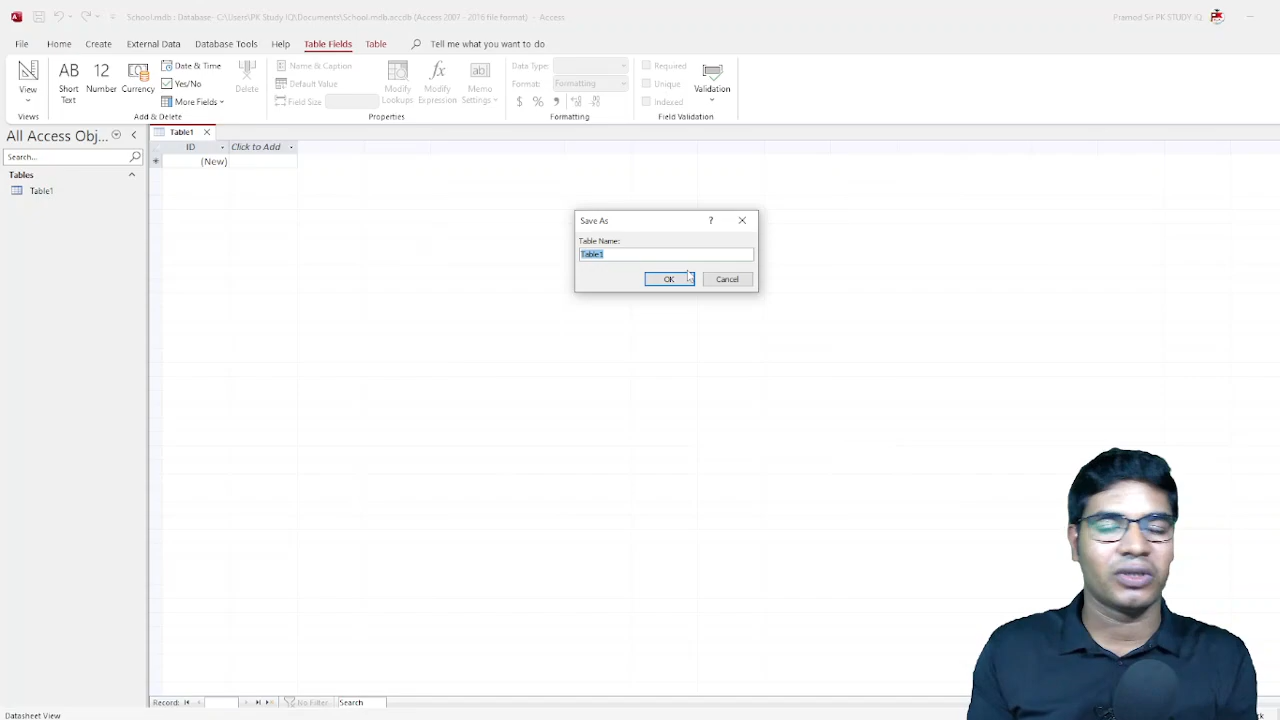 School.mdb : Database- C:\Users\PK Study IQ\Documents\School.mdb.accdb (Access 2007 - 2016 file format) - Access
Pramod Sir PK STUDY IQ
File Home Create External Data Database Tools Help Table Fields Table Tell me what you want to do
View
Views
AB Short Text
12 Number
Currency
Date & Time
Yes/No
More Fields
Delete
Add & Delete
Name & Caption
Default Value
Field Size
Modify Lookups
fx Modify Expression
ab Memo Settings
Properties
Data Type:
Format: Formatting
$ % ,
Formatting
Required
Unique
Indexed
Validation
Field Validation
All Access Obj...
Search...
Tables
Table1
Table1
ID Click to Add
(New)
Save As ?
Table Name:
Table1
OK Cancel
Record: No Filter Search
Datasheet View